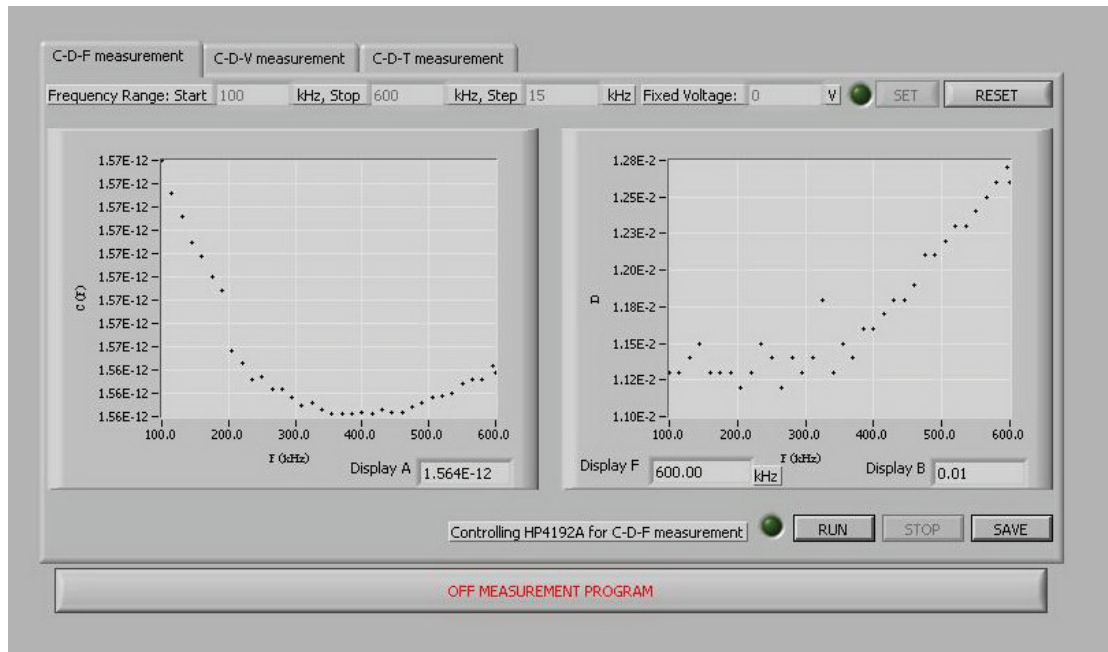 C-D-F measurement C-D-V measurement C-D-T measurement
Frequency Range: Start 100 kHz, Stop 600 kHz, Step 15 kHz Fixed Voltage: 0 V SET RESET
1.57E-12
1.57E-12
1.57E-12
1.57E-12
1.57E-12
1.57E-12
1.57E-12
1.57E-12
1.57E-12
1.56E-12
1.56E-12
1.56E-12
C (F)
100.0 200.0 300.0 400.0 500.0 600.0
F (kHz)
Display A 1.564E-12
1.28E-2
1.25E-2
1.23E-2
1.20E-2
1.18E-2
1.15E-2
1.12E-2
1.10E-2
D
100.0 200.0 300.0 400.0 500.0 600.0
F (kHz)
Display F 600.00 kHz Display B 0.01
Controlling HP4192A for C-D-F measurement RUN STOP SAVE
OFF MEASUREMENT PROGRAM